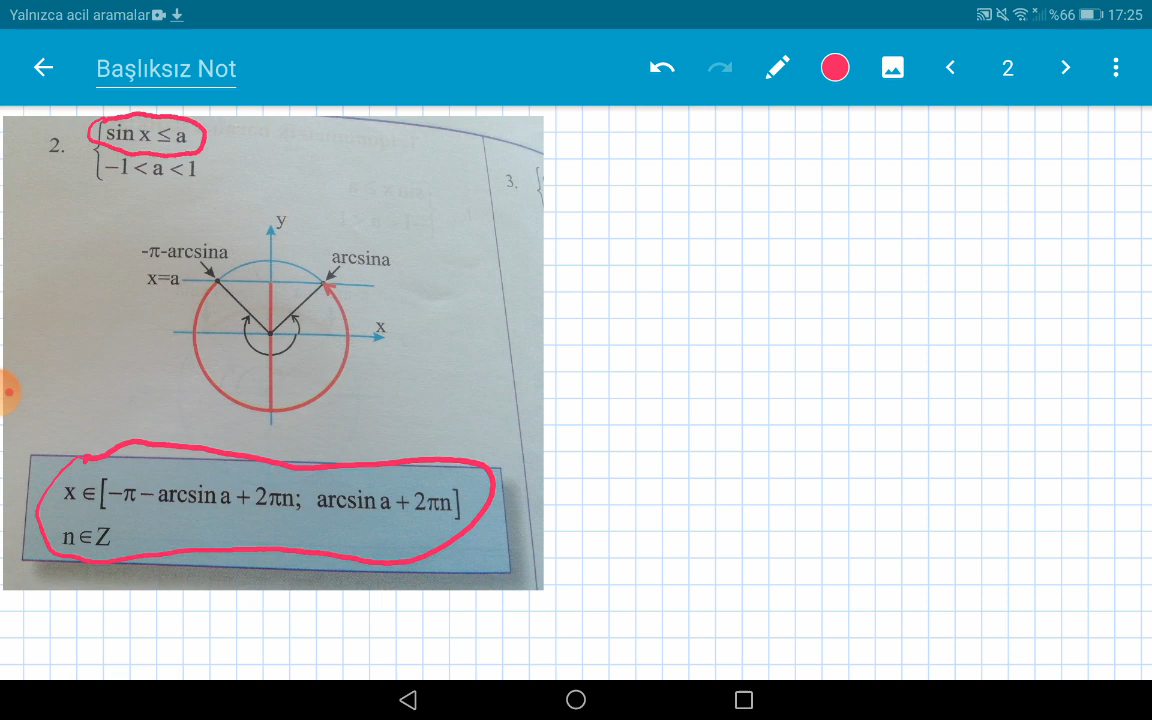 Yalnızca acil aramalar
%66 17:25
Başlıksız Not
2
2. { sin x ≤ a
−1 < a < 1
3. {
y
-π-arcsina
arcsina
x=a
x
x ∈ [−π − arcsin a + 2πn; arcsin a + 2πn]
n ∈ Z